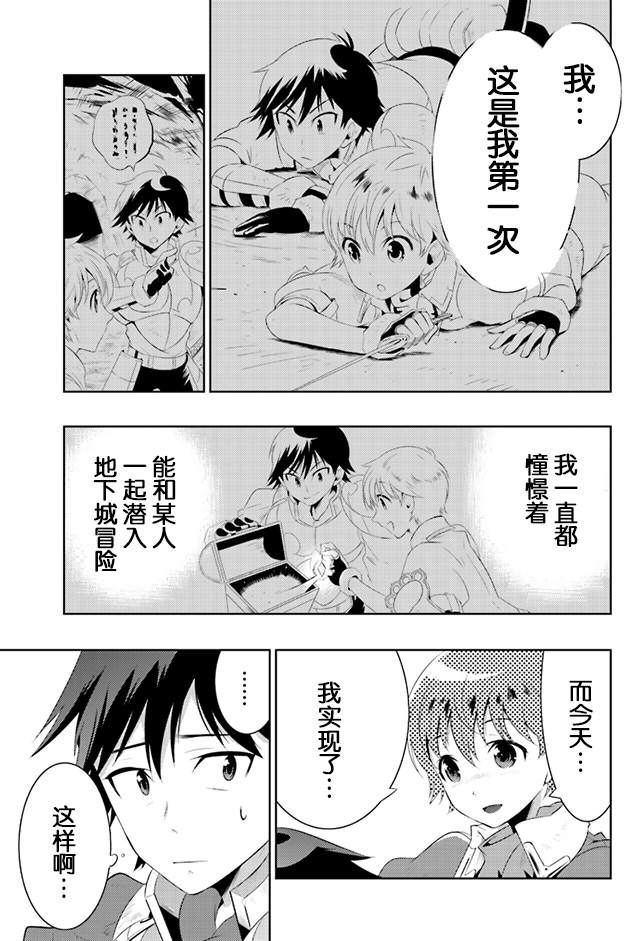 我…
这是我第一次
我一直都
憧憬着
能和某人
一起潜入
地下城冒险
而今天…
我实现
了…
……
这样啊…